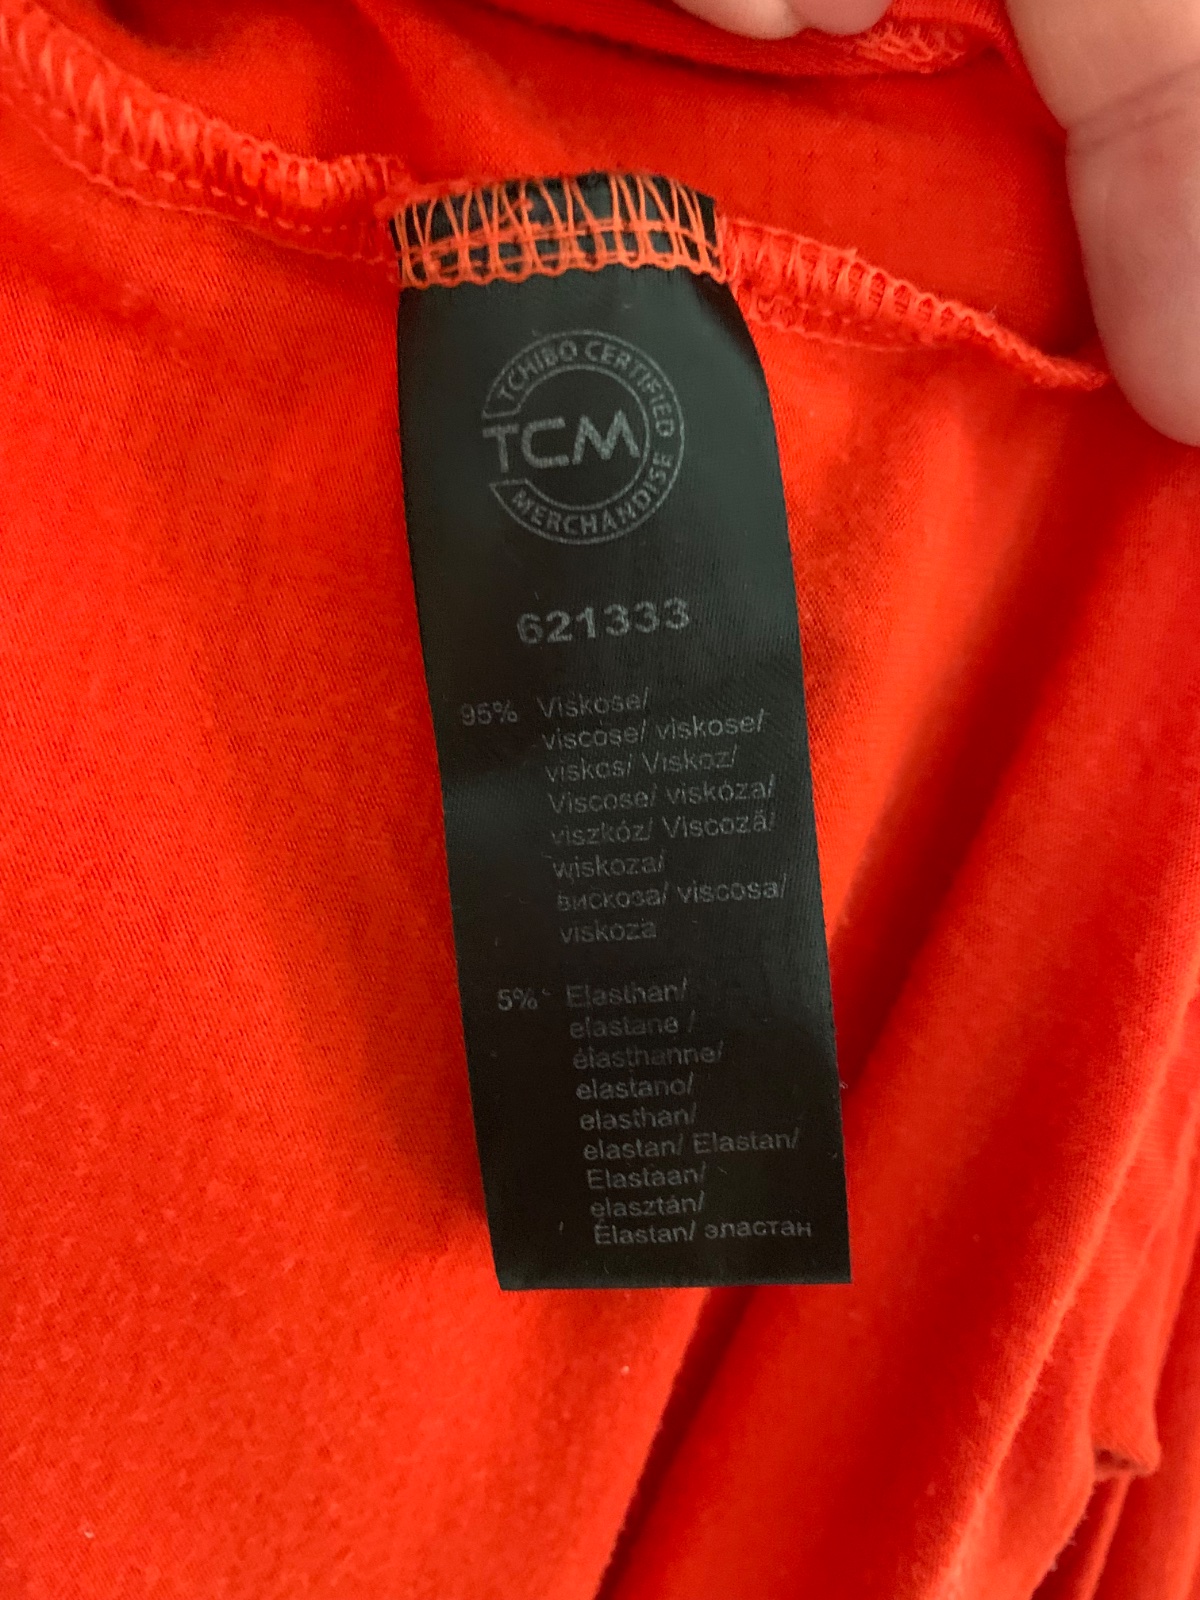 TCHIBO CERTIFIED
TCM
MERCHANDISE
621333
95% Viskose/
viscose/ viskose/
viskos/ Viskoz/
Viscose/ viskóza/
viszkóz/ Viscoză/
wiskoza/
вискоза/ viscosa/
viskoza
5% Elasthan/
elastane /
élasthanne/
elastano/
elasthan/
elastan/ Elastan/
Elastaan/
elasztán/
Elastan/ эластан